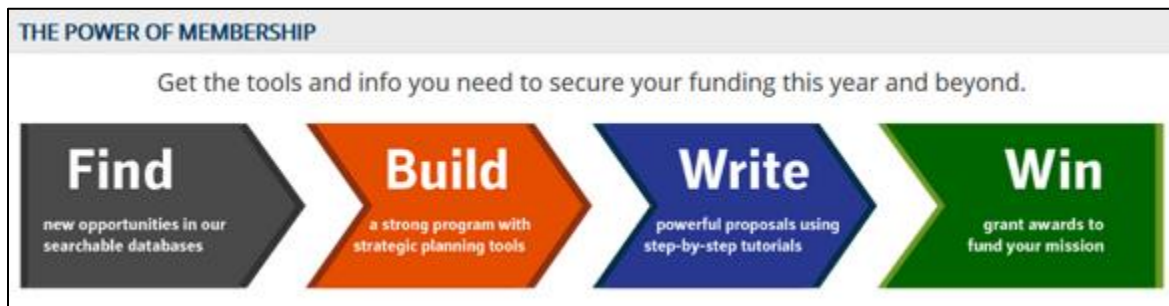 THE POWER OF MEMBERSHIP
Get the tools and info you need to secure your funding this year and beyond.
Find
new opportunities in our
searchable databases
Build
a strong program with
strategic planning tools
Write
powerful proposals using
step-by-step tutorials
Win
grant awards to
fund your mission